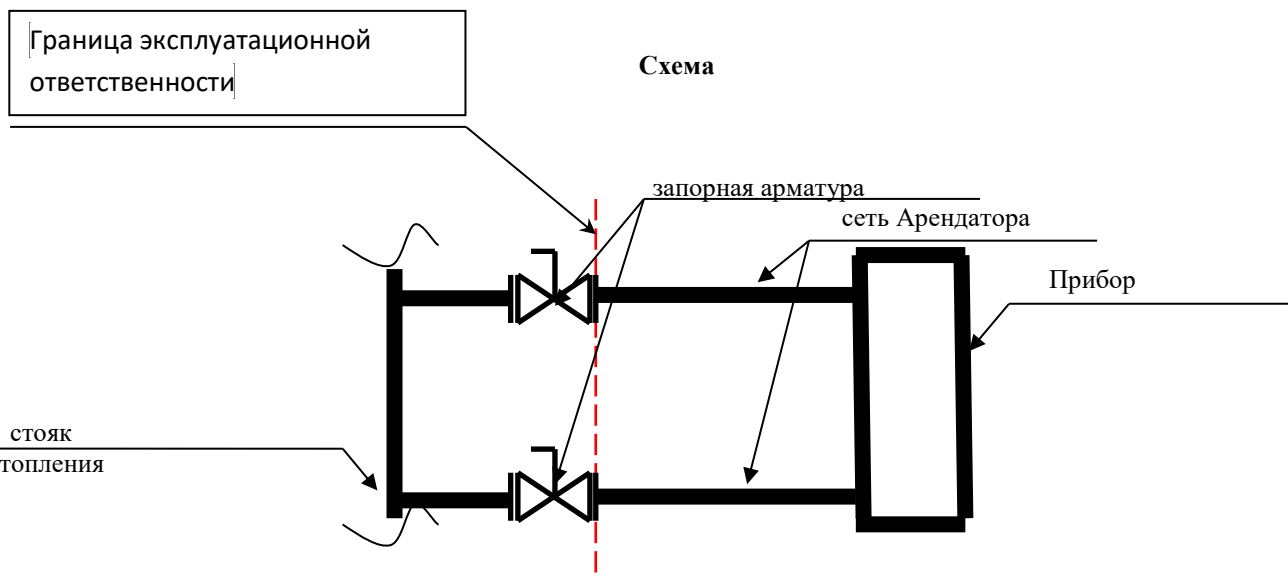 Граница эксплуатационной
ответственности
Схема
запорная арматура
сеть Арендатора
Прибор
стояк
топления